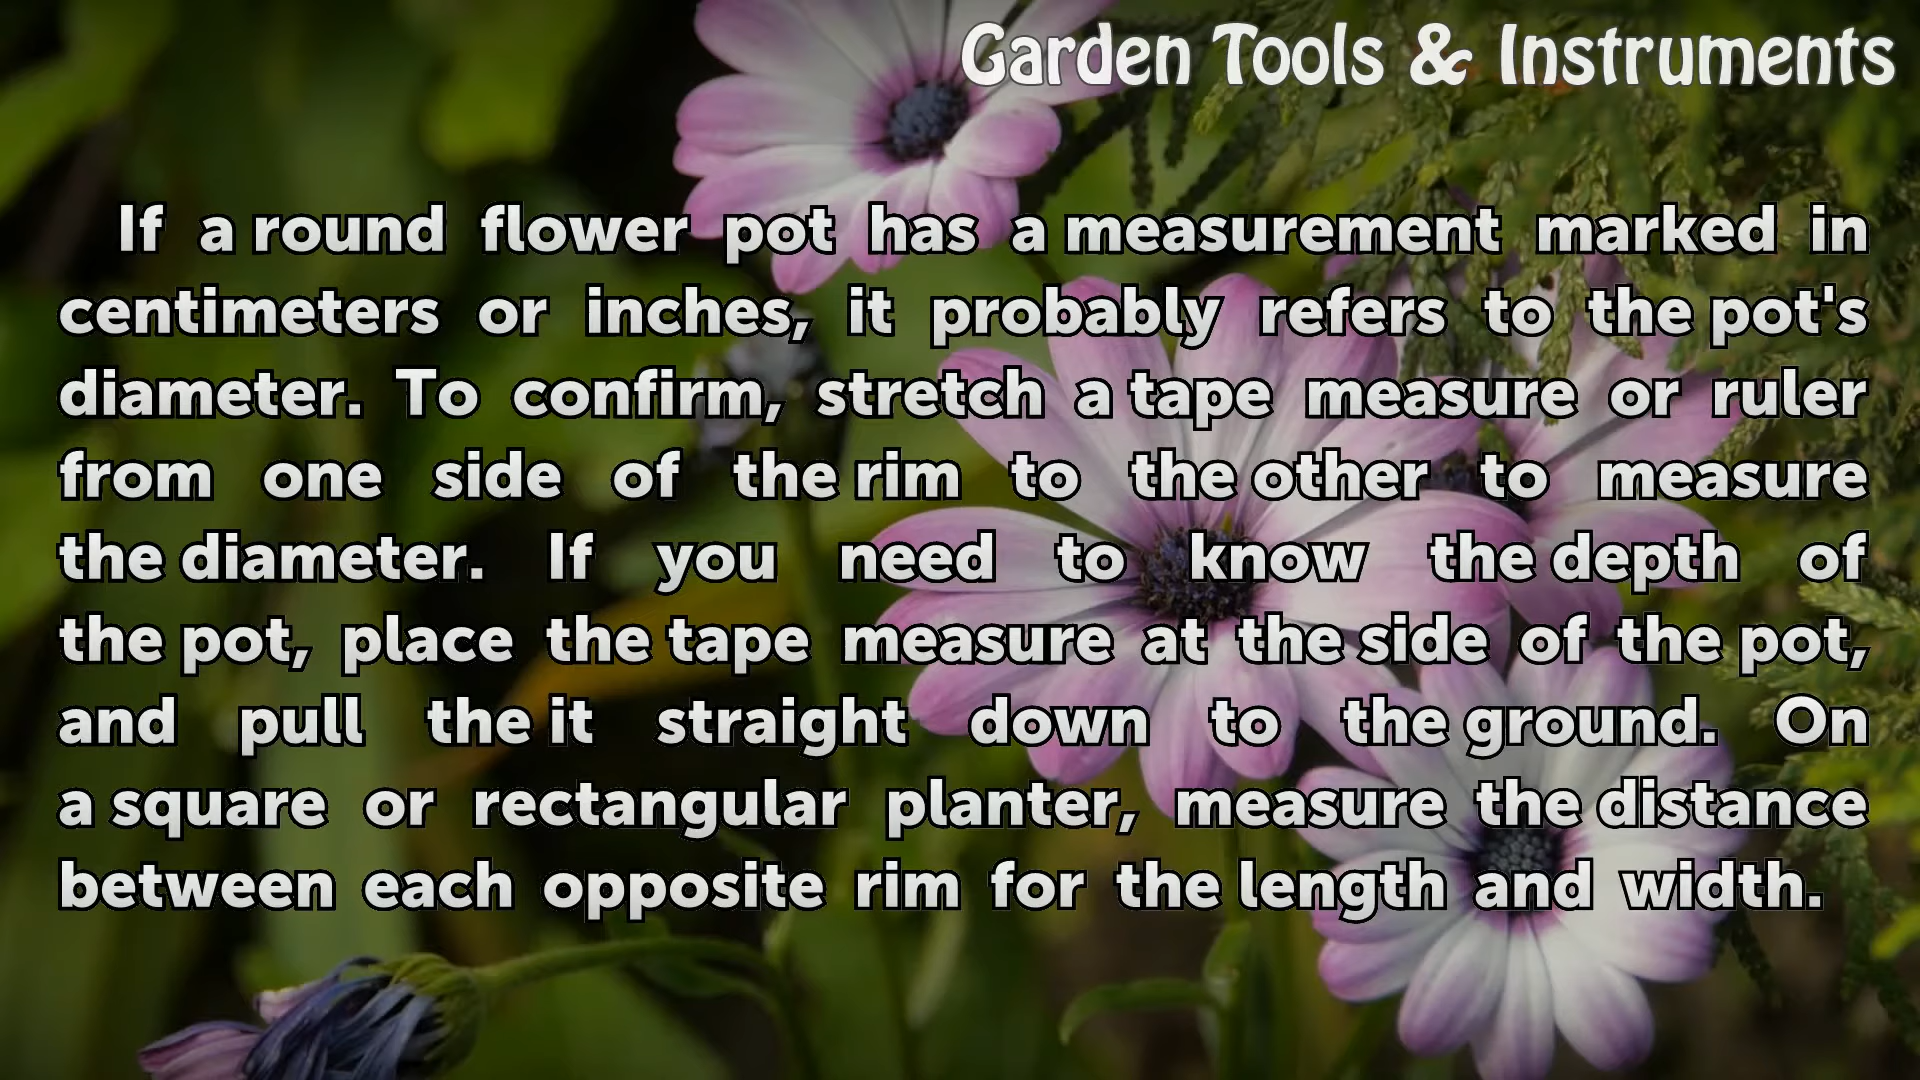 Garden Tools & Instruments
If a round flower pot has a measurement marked in
centimeters or inches, it probably refers to the pot's
diameter. To confirm, stretch a tape measure or ruler
from one side of the rim to the other to measure
the diameter. If you need to know the depth of
the pot, place the tape measure at the side of the pot,
and pull the it straight down to the ground. On
a square or rectangular planter, measure the distance
between each opposite rim for the length and width.